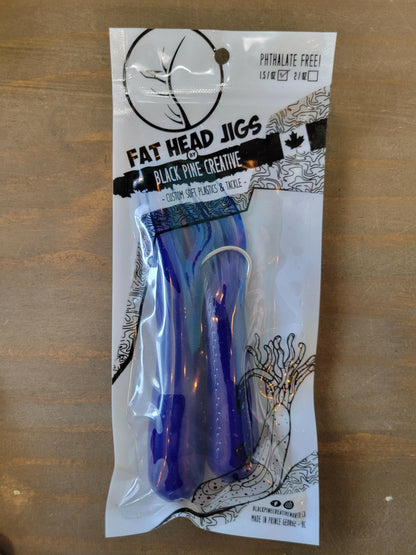 PHTHALATE FREE!
1.5/OZ 2/OZ
FAT HEAD JIGS
BY
BLACK PINE CREATIVE
- CUSTOM SOFT PLASTICS & TACKLE -
MADE IN PRINCE GEORGE - BC